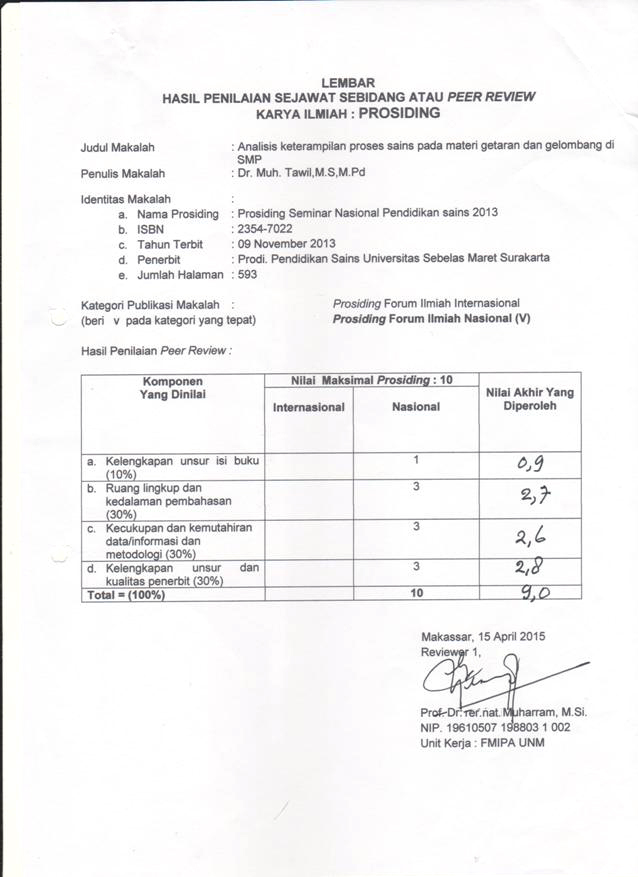 LEMBAR
HASIL PENILAIAN SEJAWAT SEBIDANG ATAU PEER REVIEW
KARYA ILMIAH : PROSIDING
Judul Makalah : Analisis keterampilan proses sains pada materi getaran dan gelombang di
SMP
Penulis Makalah : Dr. Muh. Tawil,M.S,M.Pd
Identitas Makalah :
a. Nama Prosiding : Prosiding Seminar Nasional Pendidikan sains 2013
b. ISBN : 2354-7022
c. Tahun Terbit : 09 November 2013
d. Penerbit : Prodi. Pendidikan Sains Universitas Sebelas Maret Surakarta
e. Jumlah Halaman : 593
Kategori Publikasi Makalah : Prosiding Forum Ilmiah Internasional
(beri v pada kategori yang tepat) Prosiding Forum Ilmiah Nasional (V)
Hasil Penilaian Peer Review :
Komponen
Yang Dinilai
Nilai Maksimal Prosiding : 10
Internasional Nasional
Nilai Akhir Yang
Diperoleh
a. Kelengkapan unsur isi buku
(10%) 1 0,9
b. Ruang lingkup dan
kedalaman pembahasan
(30%) 3 2,7
c. Kecukupan dan kemutahiran
data/informasi dan
metodologi (30%) 3 2,6
d. Kelengkapan unsur dan
kualitas penerbit (30%) 3 2,8
Total = (100%) 10 9,0
Makassar, 15 April 2015
Reviewer 1,
Prof. Dr. rer.nat. Muharram, M.Si.
NIP. 19610507 198803 1 002
Unit Kerja : FMIPA UNM